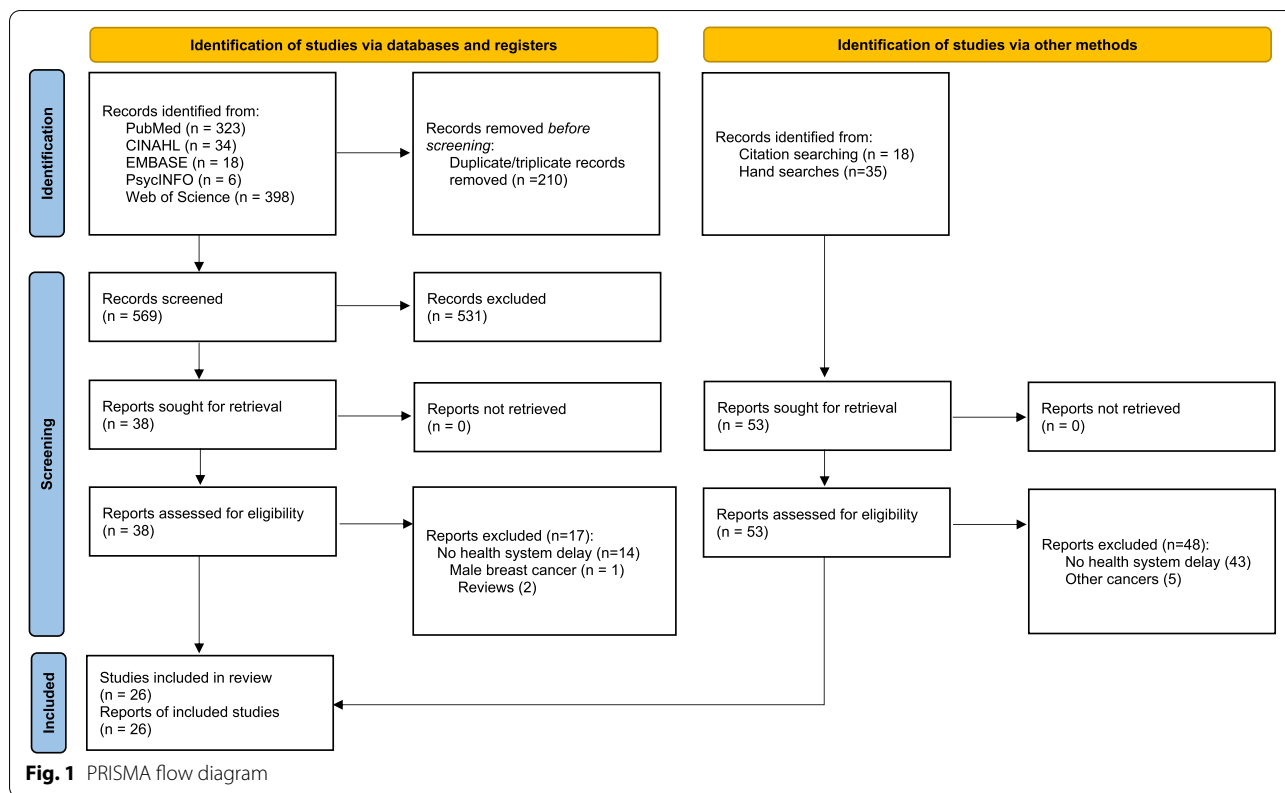 Identification of studies via databases and registers
Identification of studies via other methods
Identification
Records identified from:
PubMed (n = 323)
CINAHL (n = 34)
EMBASE (n = 18)
PsycINFO (n = 6)
Web of Science (n = 398)
Records removed before
screening:
Duplicate/triplicate records
removed (n =210)
Records identified from:
Citation searching (n = 18)
Hand searches (n=35)
Screening
Records screened
(n = 569)
Records excluded
(n = 531)
Reports sought for retrieval
(n = 38)
Reports not retrieved
(n = 0)
Reports sought for retrieval
(n = 53)
Reports not retrieved
(n = 0)
Reports assessed for eligibility
(n = 38)
Reports excluded (n=17):
No health system delay (n=14)
Male breast cancer (n = 1)
Reviews (2)
Reports assessed for eligibility
(n = 53)
Reports excluded (n=48):
No health system delay (43)
Other cancers (5)
Included
Studies included in review
(n = 26)
Reports of included studies
(n = 26)
Fig. 1 PRISMA flow diagram